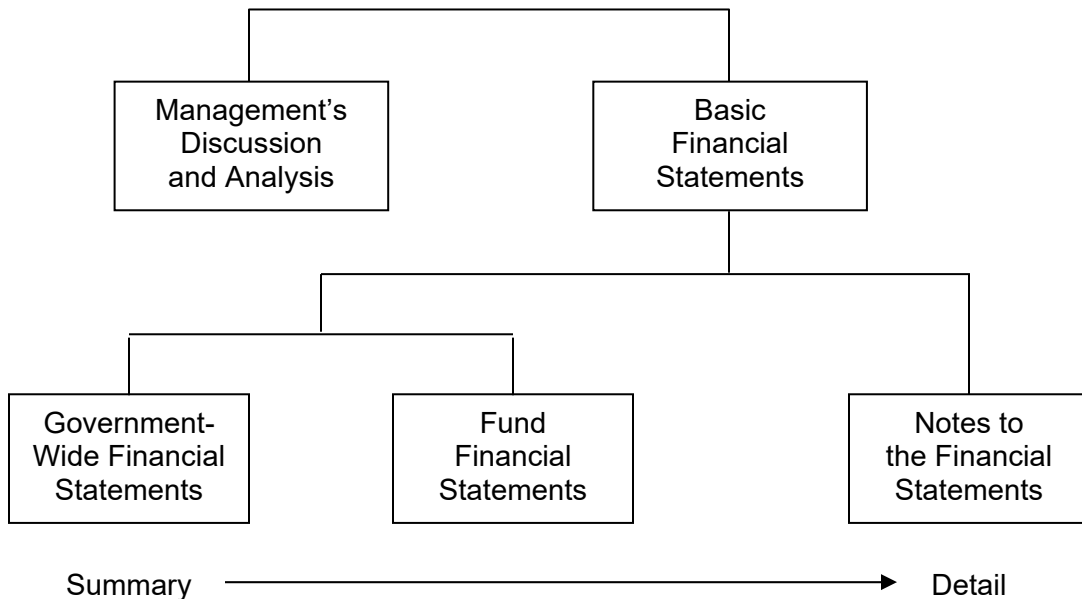 Management’s
Discussion
and Analysis
Basic
Financial
Statements
Government-
Wide Financial
Statements
Fund
Financial
Statements
Notes to
the Financial
Statements
Summary
Detail